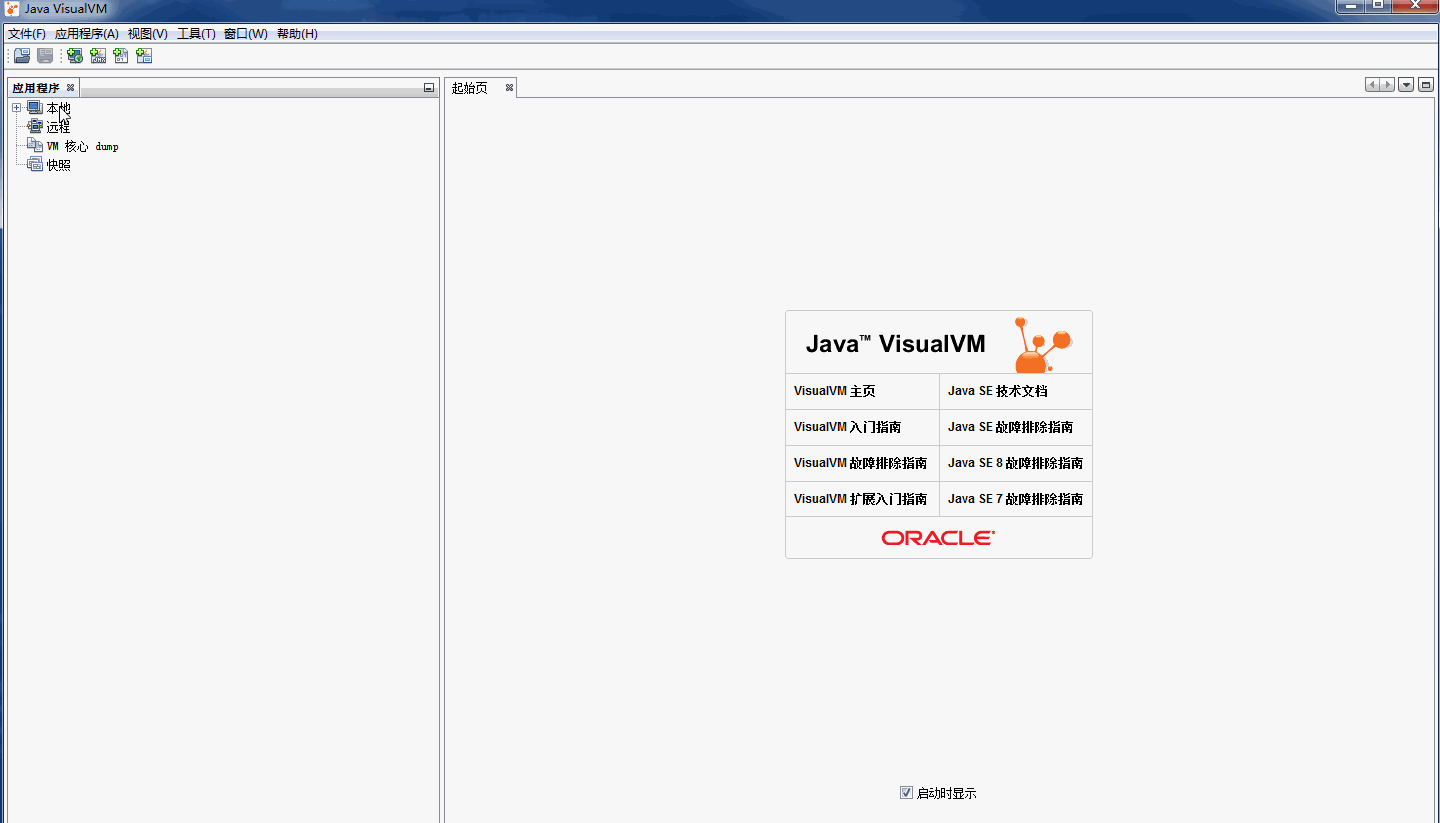 Java VisualVM
文件(F) 应用程序(A) 视图(V) 工具(T) 窗口(W) 帮助(H)
应用程序
起始页
本地
远程
VM 核心 dump
快照
Java™ VisualVM
VisualVM 主页
Java SE 技术文档
VisualVM 入门指南
Java SE 故障排除指南
VisualVM 故障排除指南
Java SE 8 故障排除指南
VisualVM 扩展入门指南
Java SE 7 故障排除指南
ORACLE
启动时显示